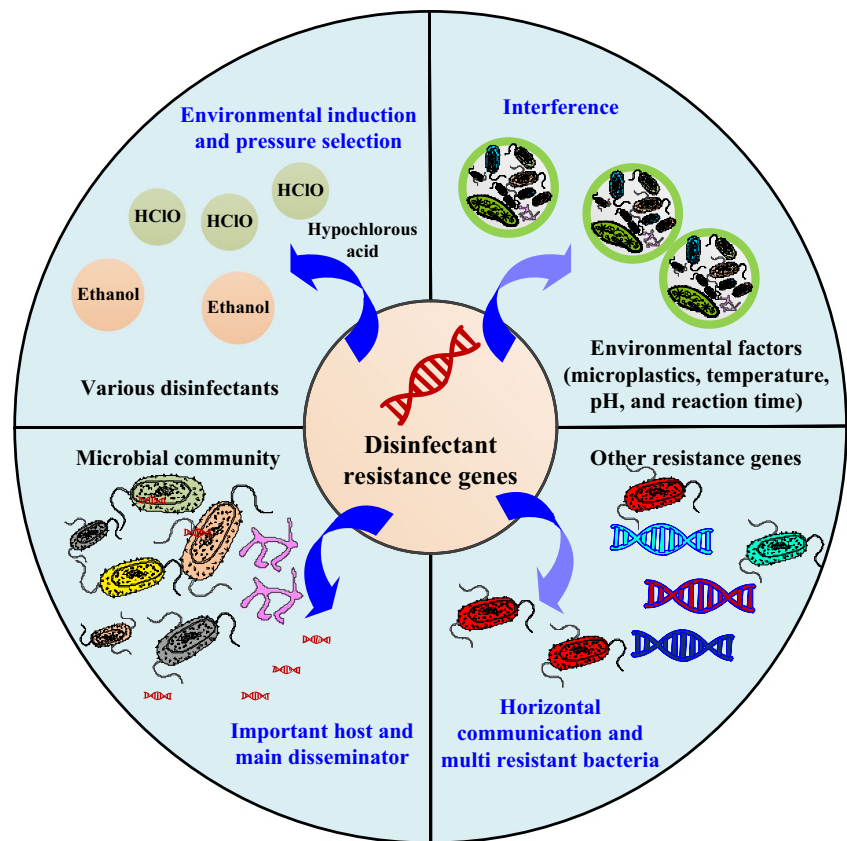 Environmental induction
and pressure selection
HClO
HClO
HClO
Hypochlorous
acid
Ethanol
Ethanol
Various disinfectants
Interference
Environmental factors
(microplastics, temperature,
pH, and reaction time)
Disinfectant
resistance genes
Microbial community
Important host and
main disseminator
Other resistance genes
Horizontal
communication and
multi resistant bacteria